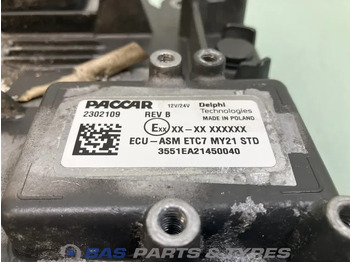 PACCAR 12V/24V Delphi Technologies
2302109 REV B MADE IN POLAND
Exx XX-XX XXXXXX
ECU-ASM ETC7 MY21 STD
3551EA21450040
BAS PARTS & TYRES